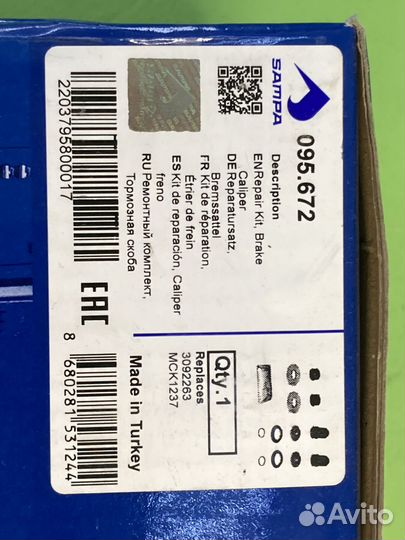 SAMPA
095.672
Description
EN Repair Kit, Brake
Caliper
DE Reparatursatz,
Bremssattel
FR Kit de réparation,
Étrier de frein
ES Kit de reparación, Caliper
freno
RU Ремонтный комплект,
Тормозная скоба
2203795800017
EAC
Qty.1
Replaces
3092263
MCK1237
Made in Turkey
8 680281 531244
Avito